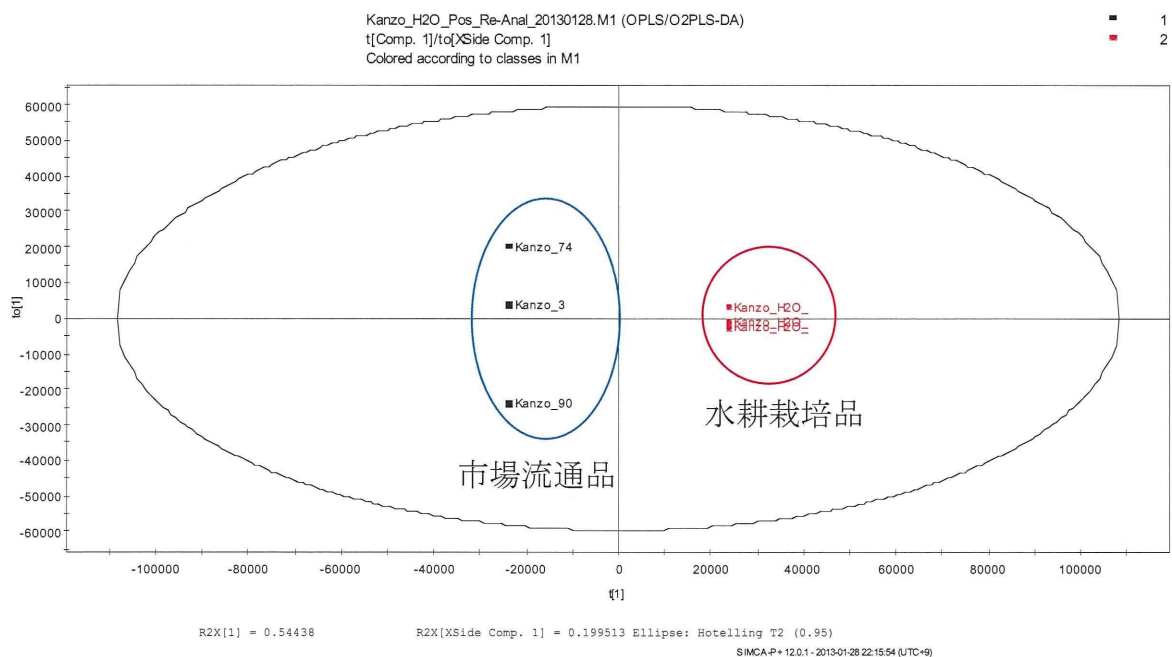 Kanzo_H2O_Pos_Re-Anal_20130128.M1 (OPLS/O2PLS-DA)
t[Comp. 1]/to[XSide Comp. 1]
Colored according to classes in M1
1
2
60000
50000
40000
30000
20000
10000
0
-10000
-20000
-30000
-40000
-50000
-60000
to[1]
Kanzo_74
Kanzo_3
Kanzo_90
Kanzo_H2O_
Kanzo_H2O_
Kanzo_H2O_
市場流通品
水耕栽培品
-100000 -80000 -60000 -40000 -20000 0 20000 40000 60000 80000 100000
t[1]
R2X[1] = 0.54438 R2X[XSide Comp. 1] = 0.199513 Ellipse: Hotelling T2 (0.95)
SIMCA-P+ 12.0.1 - 2013-01-28 22:15:54 (UTC+9)